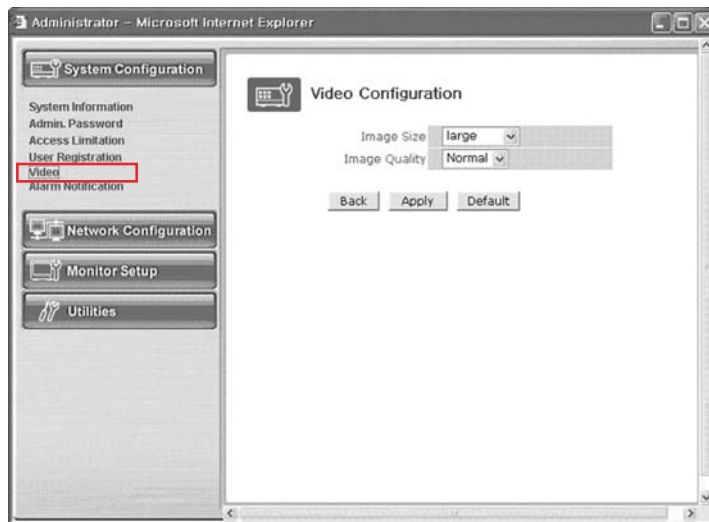 Administrator – Microsoft Internet Explorer
System Configuration
System Information
Admin. Password
Access Limitation
User Registration
Video
Alarm Notification
Network Configuration
Monitor Setup
Utilities
Video Configuration
Image Size large
Image Quality Normal
Back Apply Default